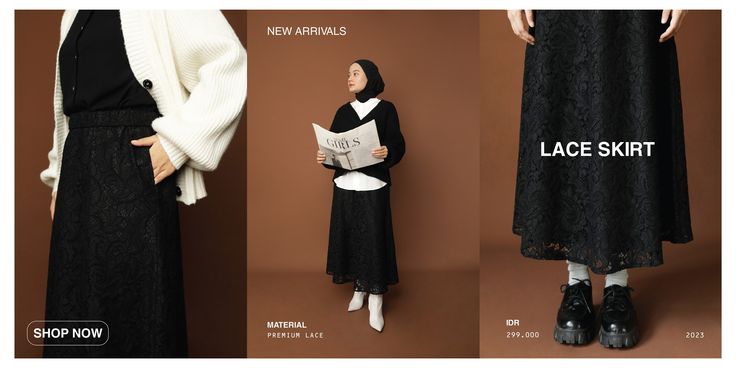 SHOP NOW
NEW ARRIVALS
GIRLS
MATERIAL
PREMIUM LACE
LACE SKIRT
IDR
299.000
2023